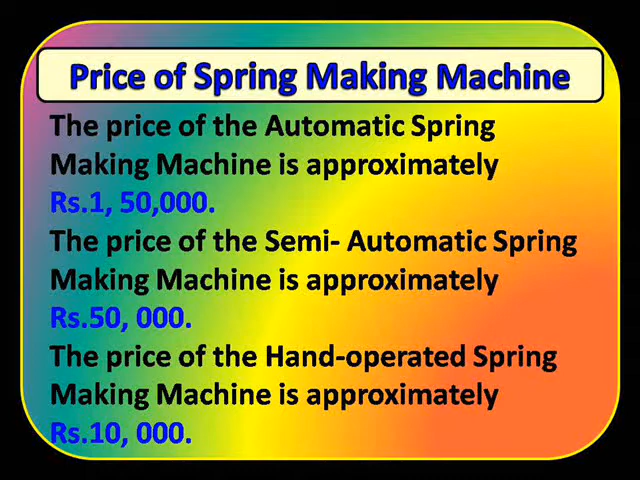 Price of Spring Making Machine
The price of the Automatic Spring
Making Machine is approximately
Rs.1, 50,000.
The price of the Semi- Automatic Spring
Making Machine is approximately
Rs.50, 000.
The price of the Hand-operated Spring
Making Machine is approximately
Rs.10, 000.